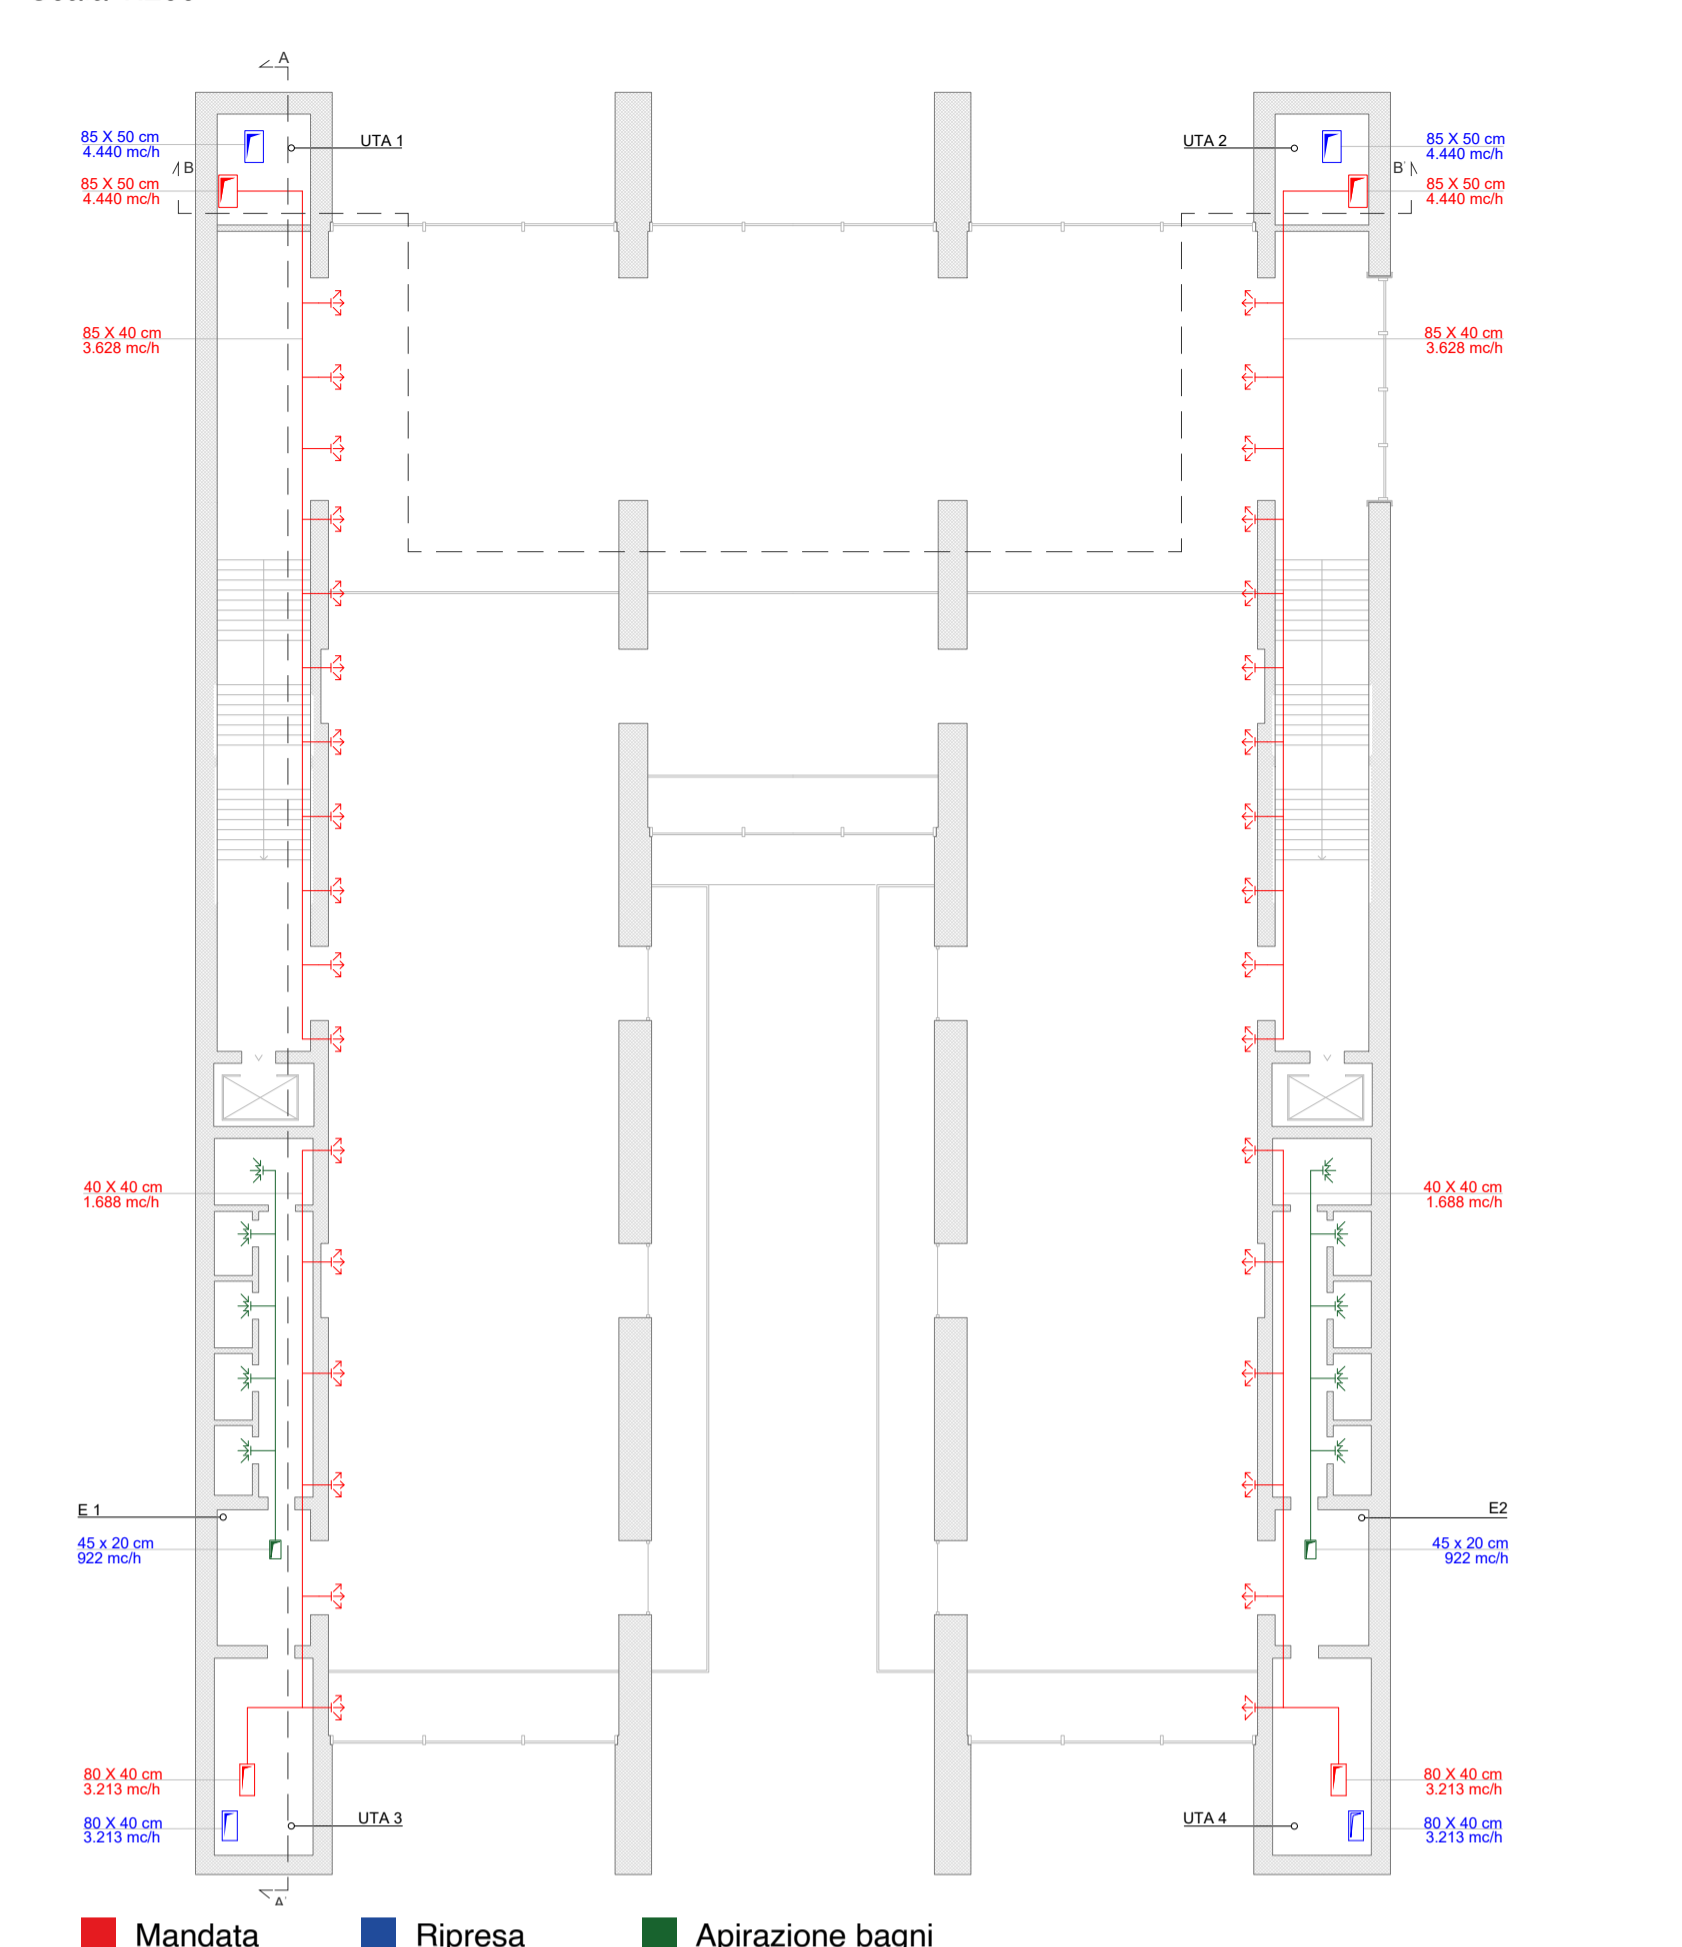 A
85 X 50 cm
4.440 mc/h
UTA 1
UTA 2
85 X 50 cm
4.440 mc/h
B
B'
85 X 50 cm
4.440 mc/h
85 X 50 cm
4.440 mc/h
85 X 40 cm
3.628 mc/h
85 X 40 cm
3.628 mc/h
40 X 40 cm
1.688 mc/h
40 X 40 cm
1.688 mc/h
E 1
E2
45 x 20 cm
922 mc/h
45 x 20 cm
922 mc/h
80 X 40 cm
3.213 mc/h
80 X 40 cm
3.213 mc/h
80 X 40 cm
3.213 mc/h
UTA 3
UTA 4
80 X 40 cm
3.213 mc/h
A'
Mandata
Ripresa
Apirazione bagni